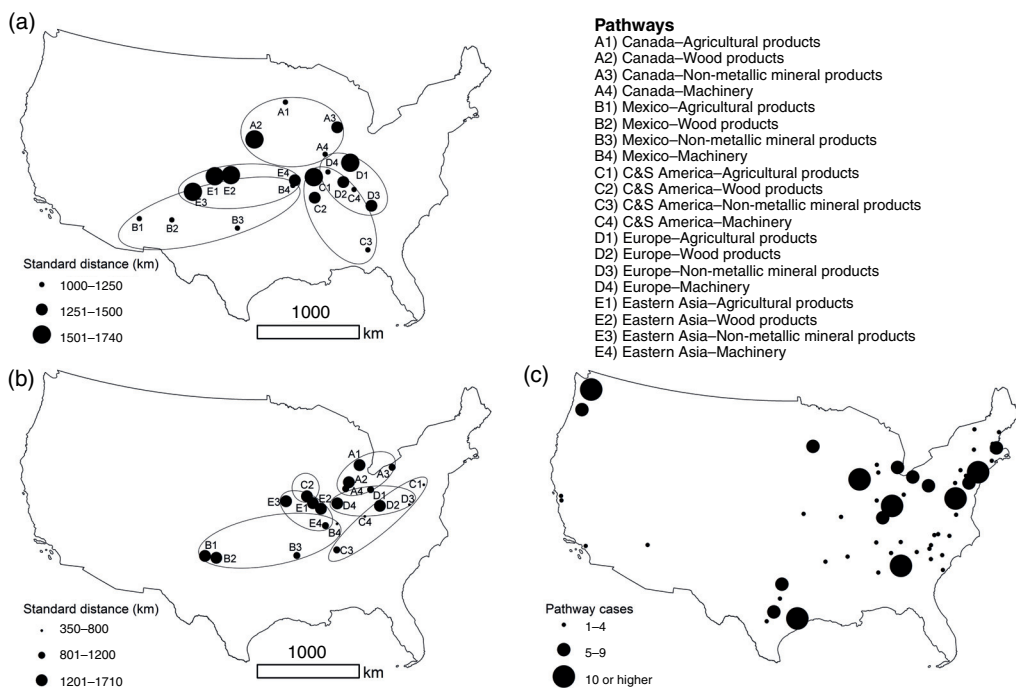 (a)
A1
A2
A3
A4
D4
D1
E4
E1
E2
C1
B4
D2
C4
E3
C2
D3
B1
B2
B3
C3
Standard distance (km)
1000–1250
1251–1500
1501–1740
1000
km
Pathways
A1) Canada–Agricultural products
A2) Canada–Wood products
A3) Canada–Non-metallic mineral products
A4) Canada–Machinery
B1) Mexico–Agricultural products
B2) Mexico–Wood products
B3) Mexico–Non-metallic mineral products
B4) Mexico–Machinery
C1) C&S America–Agricultural products
C2) C&S America–Wood products
C3) C&S America–Non-metallic mineral products
C4) C&S America–Machinery
D1) Europe–Agricultural products
D2) Europe–Wood products
D3) Europe–Non-metallic mineral products
D4) Europe–Machinery
E1) Eastern Asia–Agricultural products
E2) Eastern Asia–Wood products
E3) Eastern Asia–Non-metallic mineral products
E4) Eastern Asia–Machinery
(b)
A1
A3
C2
A2
C1
A4
D1
E3
E2
E1
D4
D2
D3
E4
B4
C4
B1
B2
B3
C3
Standard distance (km)
350–800
801–1200
1201–1710
1000
km
(c)
Pathway cases
1–4
5–9
10 or higher